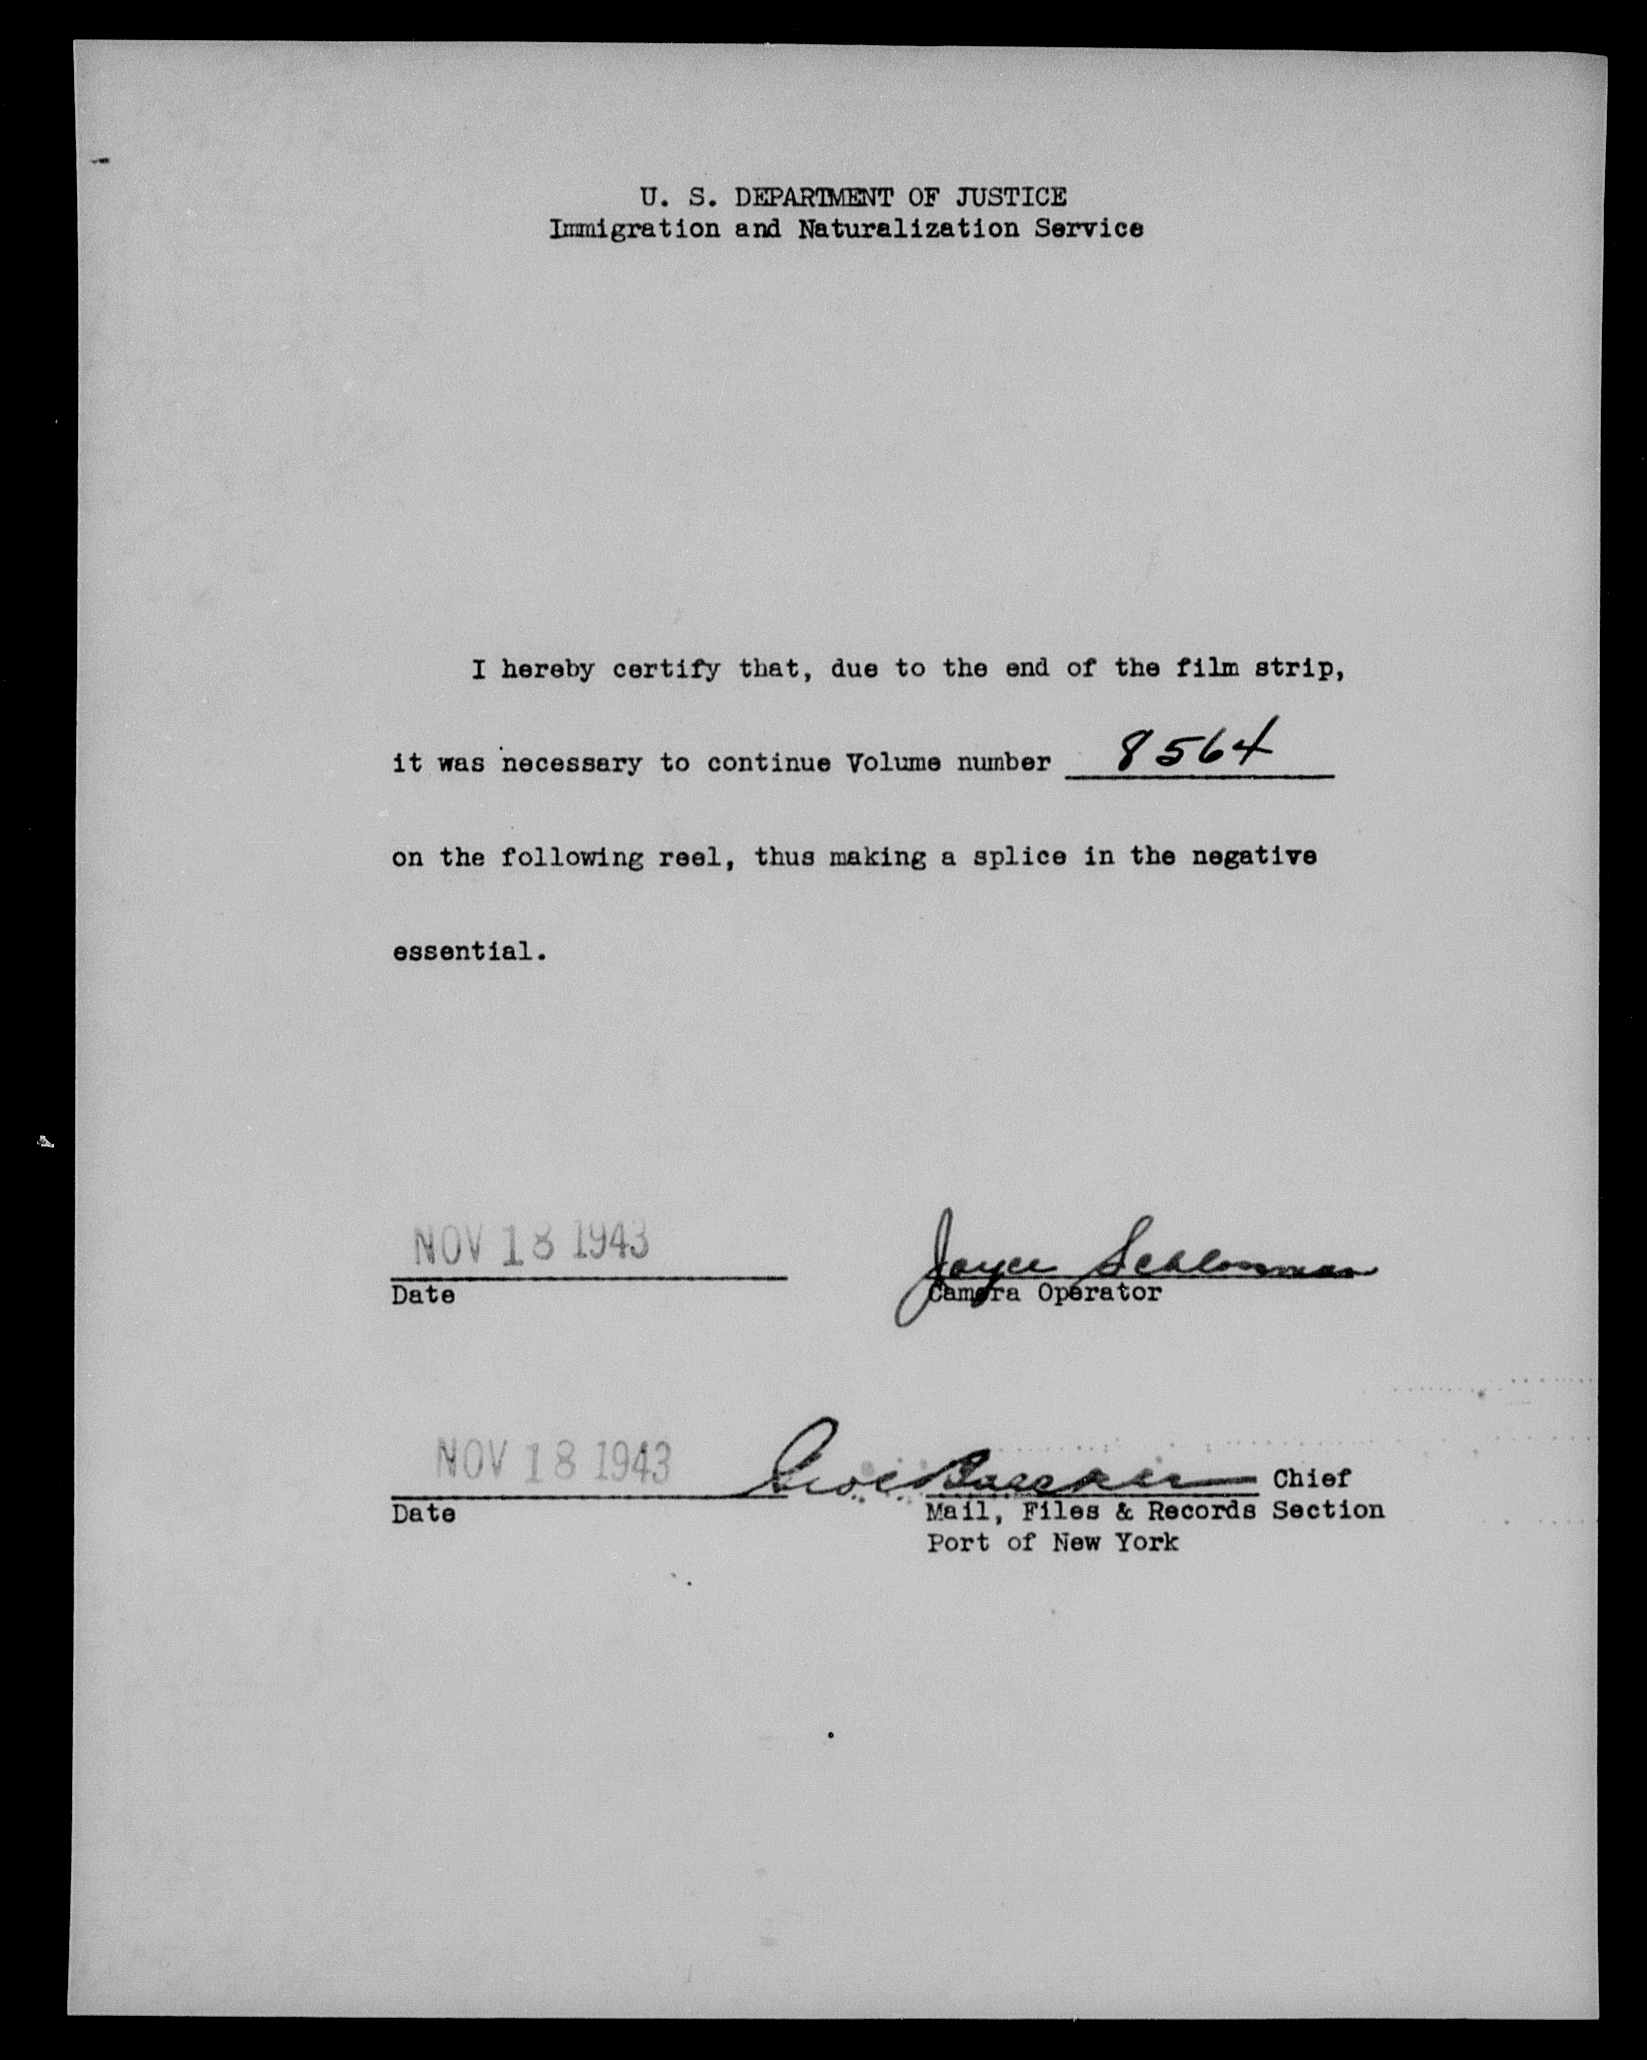 U. S. DEPARTMENT OF JUSTICE
Immigration and Naturalization Service
I hereby certify that, due to the end of the film strip,
it was necessary to continue Volume number 8564
on the following reel, thus making a splice in the negative
essential.
NOV 18 1943
Date
Joyce
Camera Operator
NOV 18 1943
Date
Chief
Mail, Files & Records Section
Port of New York